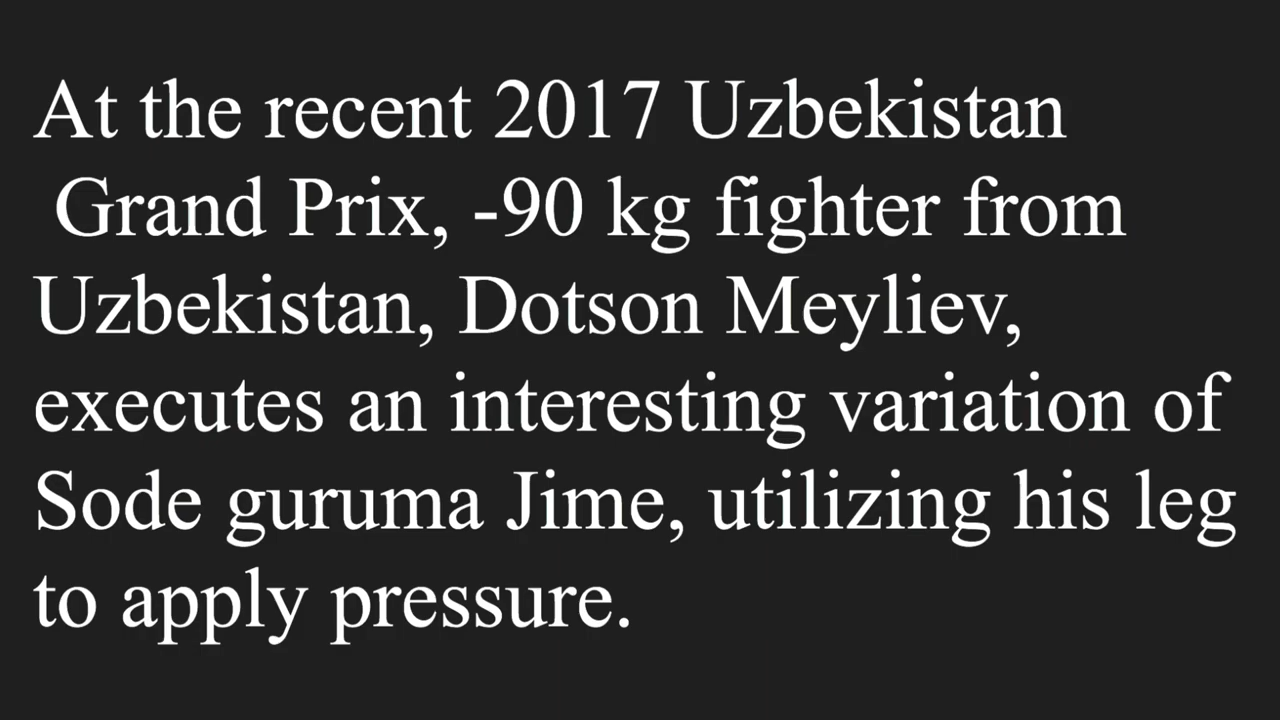 At the recent 2017 Uzbekistan
Grand Prix, -90 kg fighter from
Uzbekistan, Dotson Meyliev,
executes an interesting variation of
Sode guruma Jime, utilizing his leg
to apply pressure.